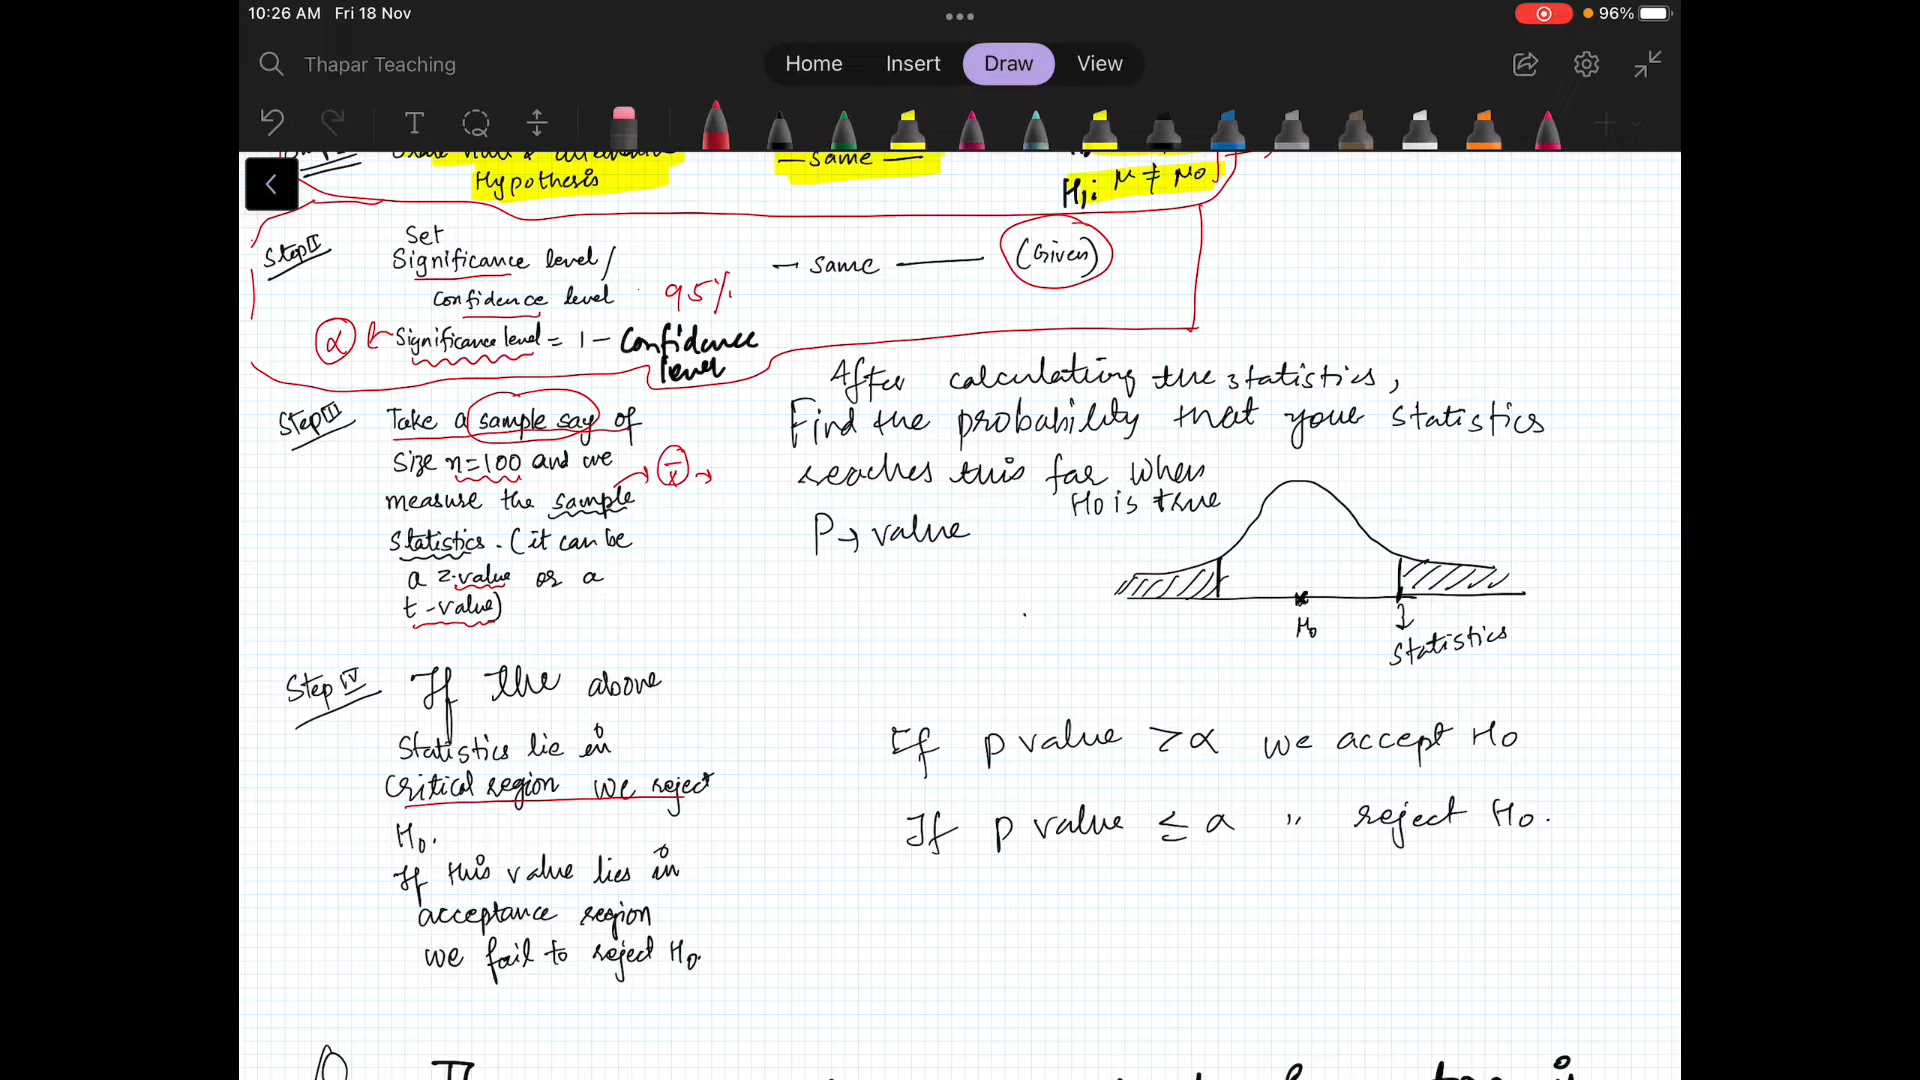 10:26 AM Fri 18 Nov
96%
Thapar Teaching
Home Insert Draw View
Hypothesis
— same —
H1: μ ≠ μo
Step II
Set
Significance level /
Confidence level
95%
— same —
(Given)
α
Significance level = 1 - Confidence level
Step III
Take a sample say of
size n=100 and we
measure the sample
x̄
statistics. (it can be
a z-value or a
t-value)
After calculating the statistics,
Find the probability that your statistics
reaches this far when
Ho is true
P → value
μo
statistics
Step IV
If the above
statistics lie in
critical region we reject
Ho.
If this value lies in
acceptance region
we fail to reject Ho.
If p value > α we accept Ho
If p value ≤ α " reject Ho.